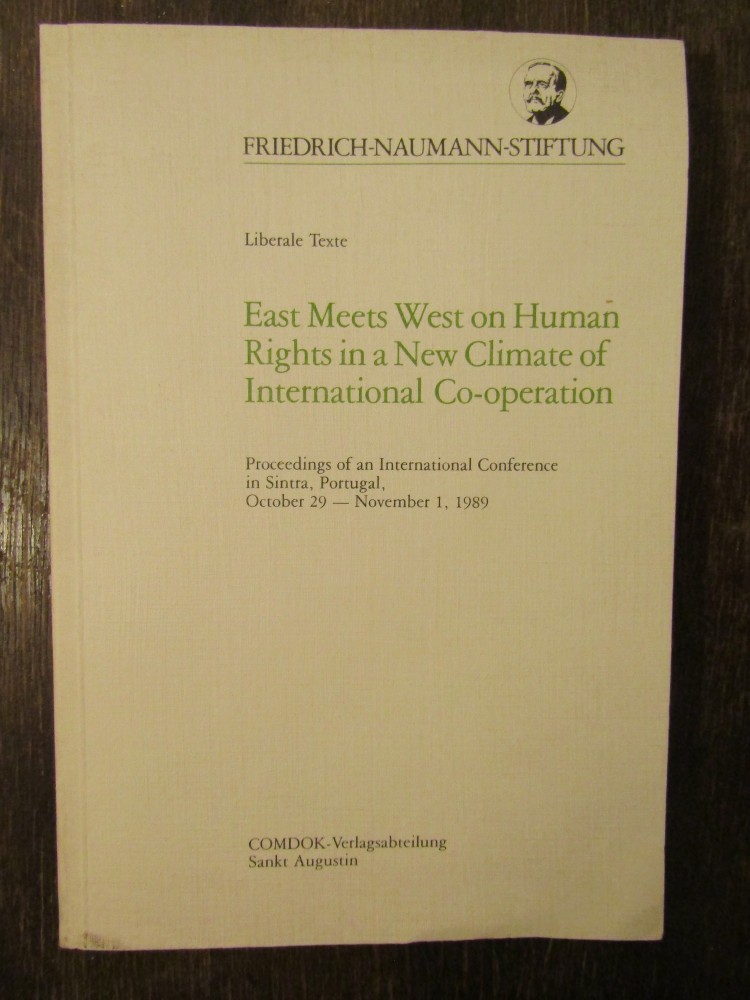 FRIEDRICH-NAUMANN-STIFTUNG
Liberale Texte
East Meets West on Human
Rights in a New Climate of
International Co-operation
Proceedings of an International Conference
in Sintra, Portugal,
October 29 — November 1, 1989
COMDOK-Verlagsabteilung
Sankt Augustin